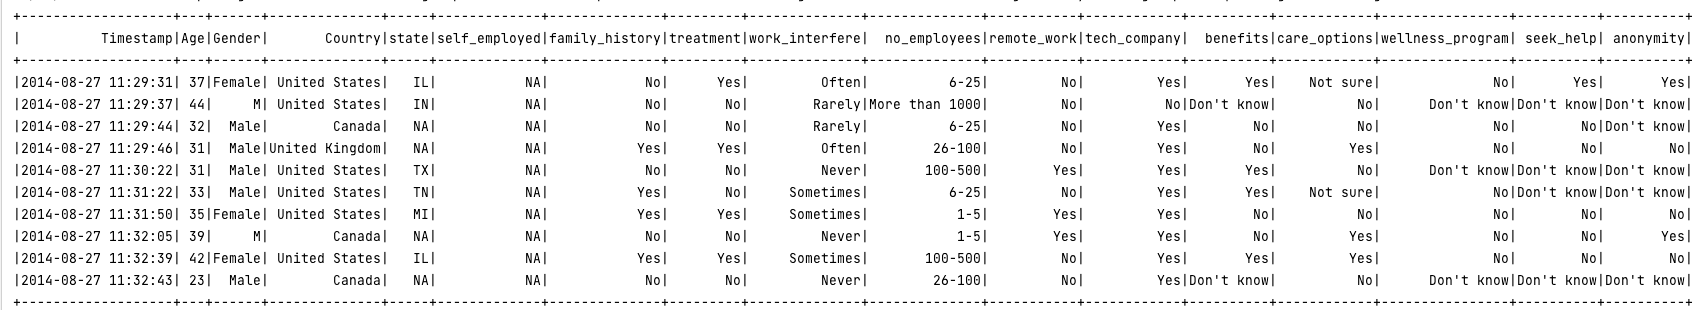 +-------------------+---+------+--------------+-----+-------------+--------------+---------+--------------+--------------+-----------+------------+----------+------------+----------------+----------+----------+
|          Timestamp|Age|Gender|       Country|state|self_employed|family_history|treatment|work_interfere|  no_employees|remote_work|tech_company|  benefits|care_options|wellness_program| seek_help| anonymity|
+-------------------+---+------+--------------+-----+-------------+--------------+---------+--------------+--------------+-----------+------------+----------+------------+----------------+----------+----------+
|2014-08-27 11:29:31| 37|Female| United States|   IL|           NA|            No|      Yes|         Often|          6-25|         No|         Yes|       Yes|    Not sure|              No|       Yes|       Yes|
|2014-08-27 11:29:37| 44|     M| United States|   IN|           NA|            No|       No|        Rarely|More than 1000|         No|          No|Don't know|          No|      Don't know|Don't know|Don't know|
|2014-08-27 11:29:44| 32|  Male|        Canada|   NA|           NA|            No|       No|        Rarely|          6-25|         No|         Yes|        No|          No|              No|        No|Don't know|
|2014-08-27 11:29:46| 31|  Male|United Kingdom|   NA|           NA|           Yes|      Yes|         Often|        26-100|         No|         Yes|        No|         Yes|              No|        No|        No|
|2014-08-27 11:30:22| 31|  Male| United States|   TX|           NA|            No|       No|         Never|       100-500|        Yes|         Yes|       Yes|          No|      Don't know|Don't know|Don't know|
|2014-08-27 11:31:22| 33|  Male| United States|   TN|           NA|           Yes|       No|     Sometimes|          6-25|         No|         Yes|       Yes|    Not sure|              No|Don't know|Don't know|
|2014-08-27 11:31:50| 35|Female| United States|   MI|           NA|           Yes|      Yes|     Sometimes|           1-5|        Yes|         Yes|        No|          No|              No|        No|        No|
|2014-08-27 11:32:05| 39|     M|        Canada|   NA|           NA|            No|       No|         Never|           1-5|        Yes|         Yes|        No|         Yes|              No|        No|       Yes|
|2014-08-27 11:32:39| 42|Female| United States|   IL|           NA|           Yes|      Yes|     Sometimes|       100-500|         No|         Yes|       Yes|         Yes|              No|        No|        No|
|2014-08-27 11:32:43| 23|  Male|        Canada|   NA|           NA|            No|       No|         Never|        26-100|         No|         Yes|Don't know|          No|      Don't know|Don't know|Don't know|
+-------------------+---+------+--------------+-----+-------------+--------------+---------+--------------+--------------+-----------+------------+----------+------------+----------------+----------+----------+